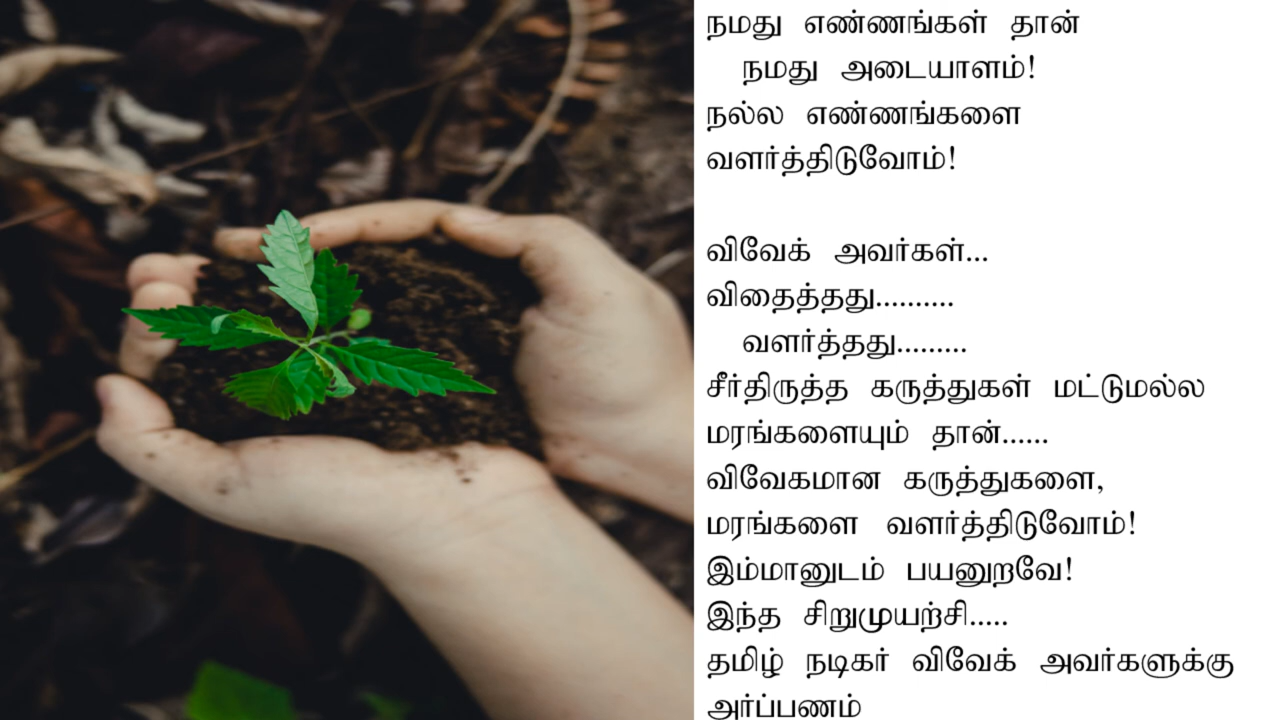 நமது எண்ணங்கள் தான்
நமது அடையாளம்!
நல்ல எண்ணங்களை
வளர்த்திடுவோம்!
விவேக் அவர்கள்...
விதைத்தது..........
வளர்த்தது.........
சீர்திருத்த கருத்துகள் மட்டுமல்ல
மரங்களையும் தான்......
விவேகமான கருத்துகளை,
மரங்களை வளர்த்திடுவோம்!
இம்மானுடம் பயனுறவே!
இந்த சிறுமுயற்சி.....
தமிழ் நடிகர் விவேக் அவர்களுக்கு
அர்ப்பணம்